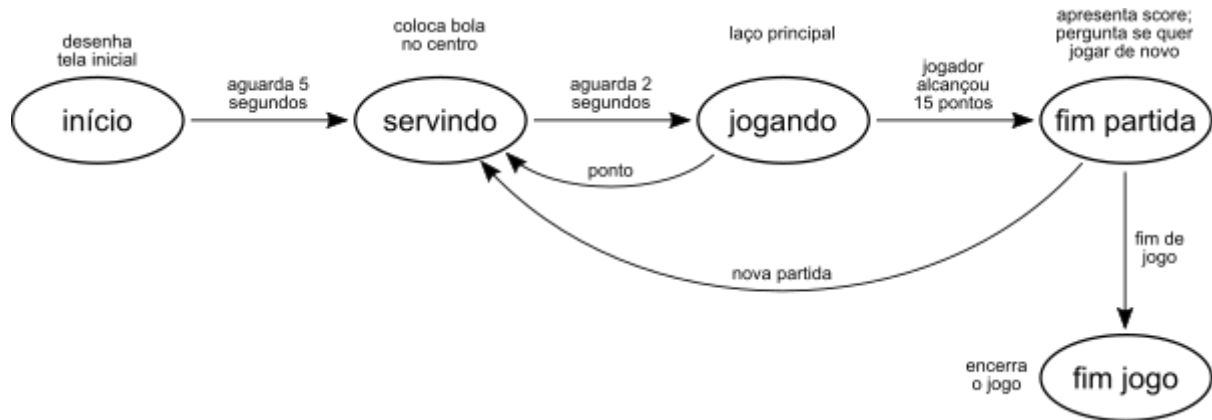 desenha
tela inicial
início
aguarda 5
segundos
coloca bola
no centro
servindo
aguarda 2
segundos
laço principal
jogando
ponto
jogador
alcançou
15 pontos
apresenta score;
pergunta se quer
jogar de novo
fim partida
nova partida
fim de
jogo
encerra
o jogo
fim jogo